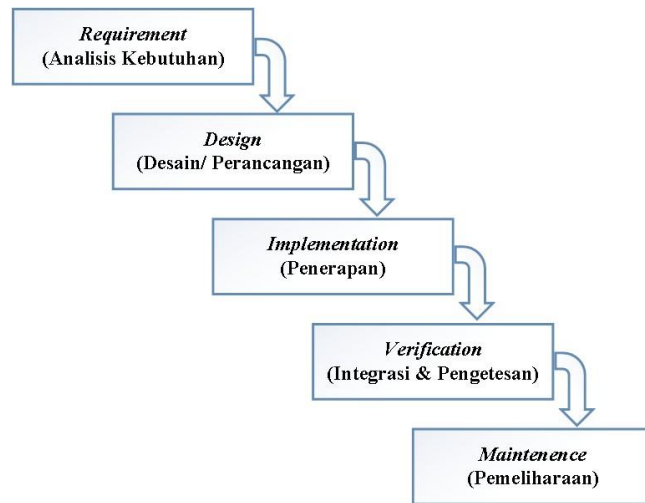 Requirement
(Analisis Kebutuhan)
Design
(Desain/ Perancangan)
Implementation
(Penerapan)
Verification
(Integrasi & Pengetesan)
Maintenence
(Pemeliharaan)